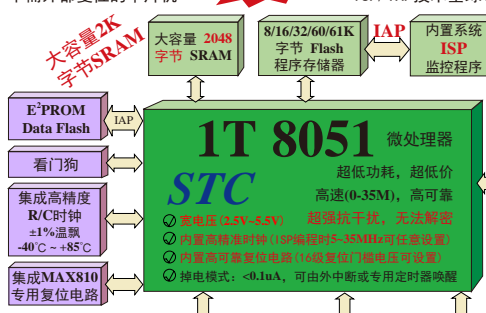 大容量2K
字节SRAM
大容量 2048
字节 SRAM
8/16/32/60/61K
字节 Flash
程序存储器
IAP
内置系统
ISP
监控程序
E²PROM
Data Flash
IAP
看门狗
集成高精度
R/C时钟
±1%温飘
-40℃ ~ +85℃
集成MAX810
专用复位电路
1T 8051 微处理器
STC
超低功耗，超低价
高速(0-35M)，高可靠
超强抗干扰，无法解密
宽电压(2.5V~5.5V)
内置高精准时钟(ISP编程时5~35MHz可任意设置)
内置高可靠复位电路(16级复位门槛电压可设置)
掉电模式：<0.1uA，可由外中断或专用定时器唤醒